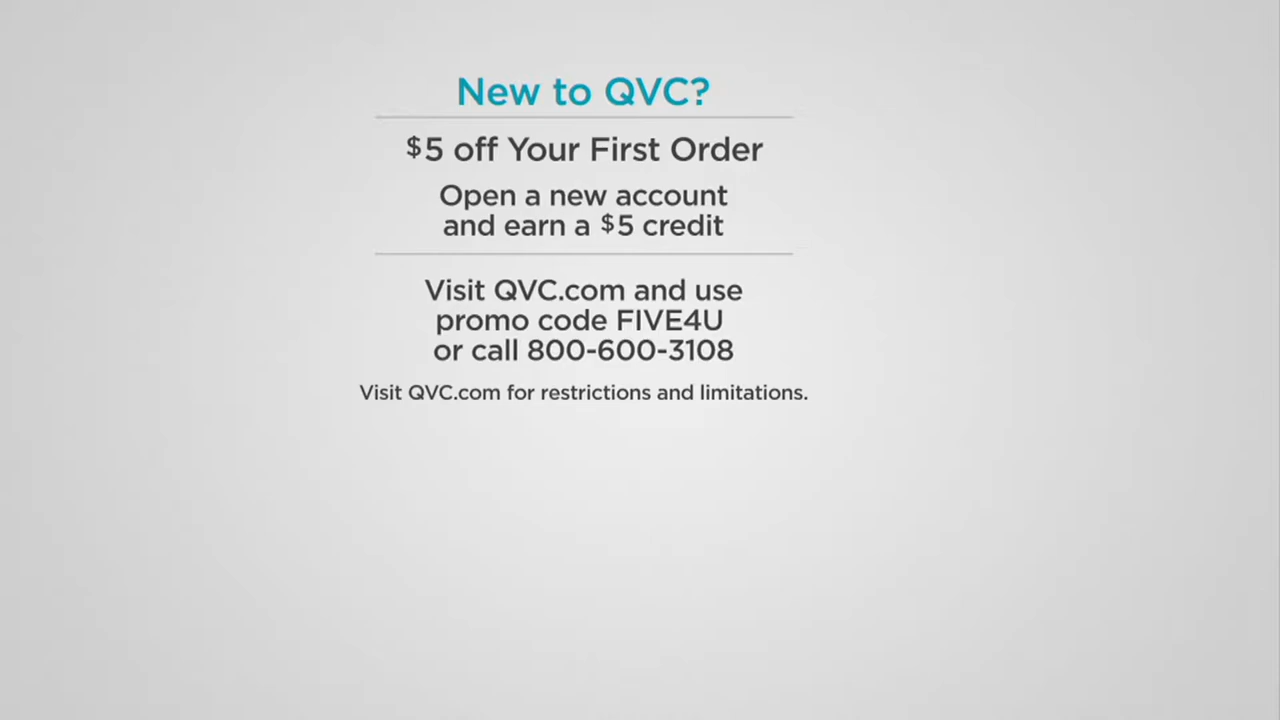 New to QVC?
$5 off Your First Order
Open a new account
and earn a $5 credit
Visit QVC.com and use
promo code FIVE4U
or call 800-600-3108
Visit QVC.com for restrictions and limitations.